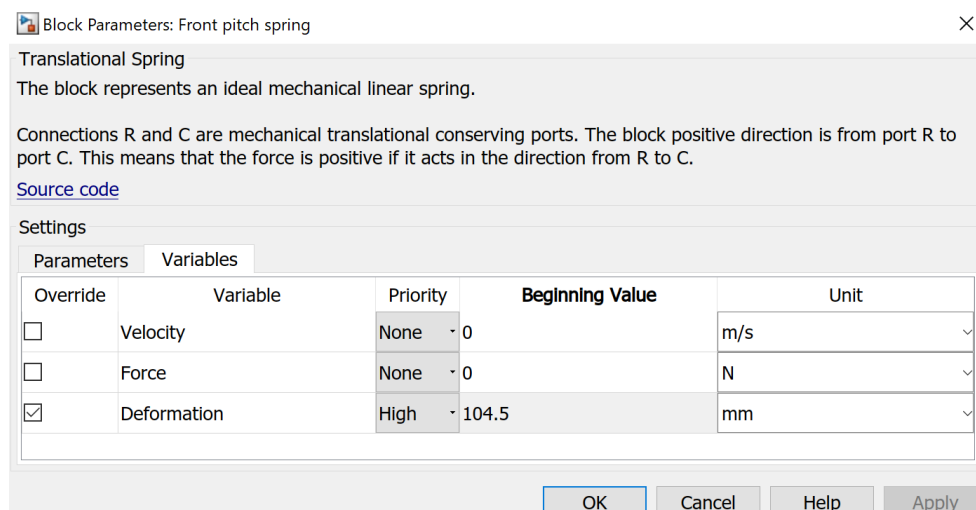 Block Parameters: Front pitch spring
Translational Spring
The block represents an ideal mechanical linear spring.
Connections R and C are mechanical translational conserving ports. The block positive direction is from port R to
port C. This means that the force is positive if it acts in the direction from R to C.
Source code
Settings
Parameters Variables
Override Variable Priority Beginning Value Unit
Velocity None 0 m/s
Force None 0 N
Deformation High 104.5 mm
OK Cancel Help Apply